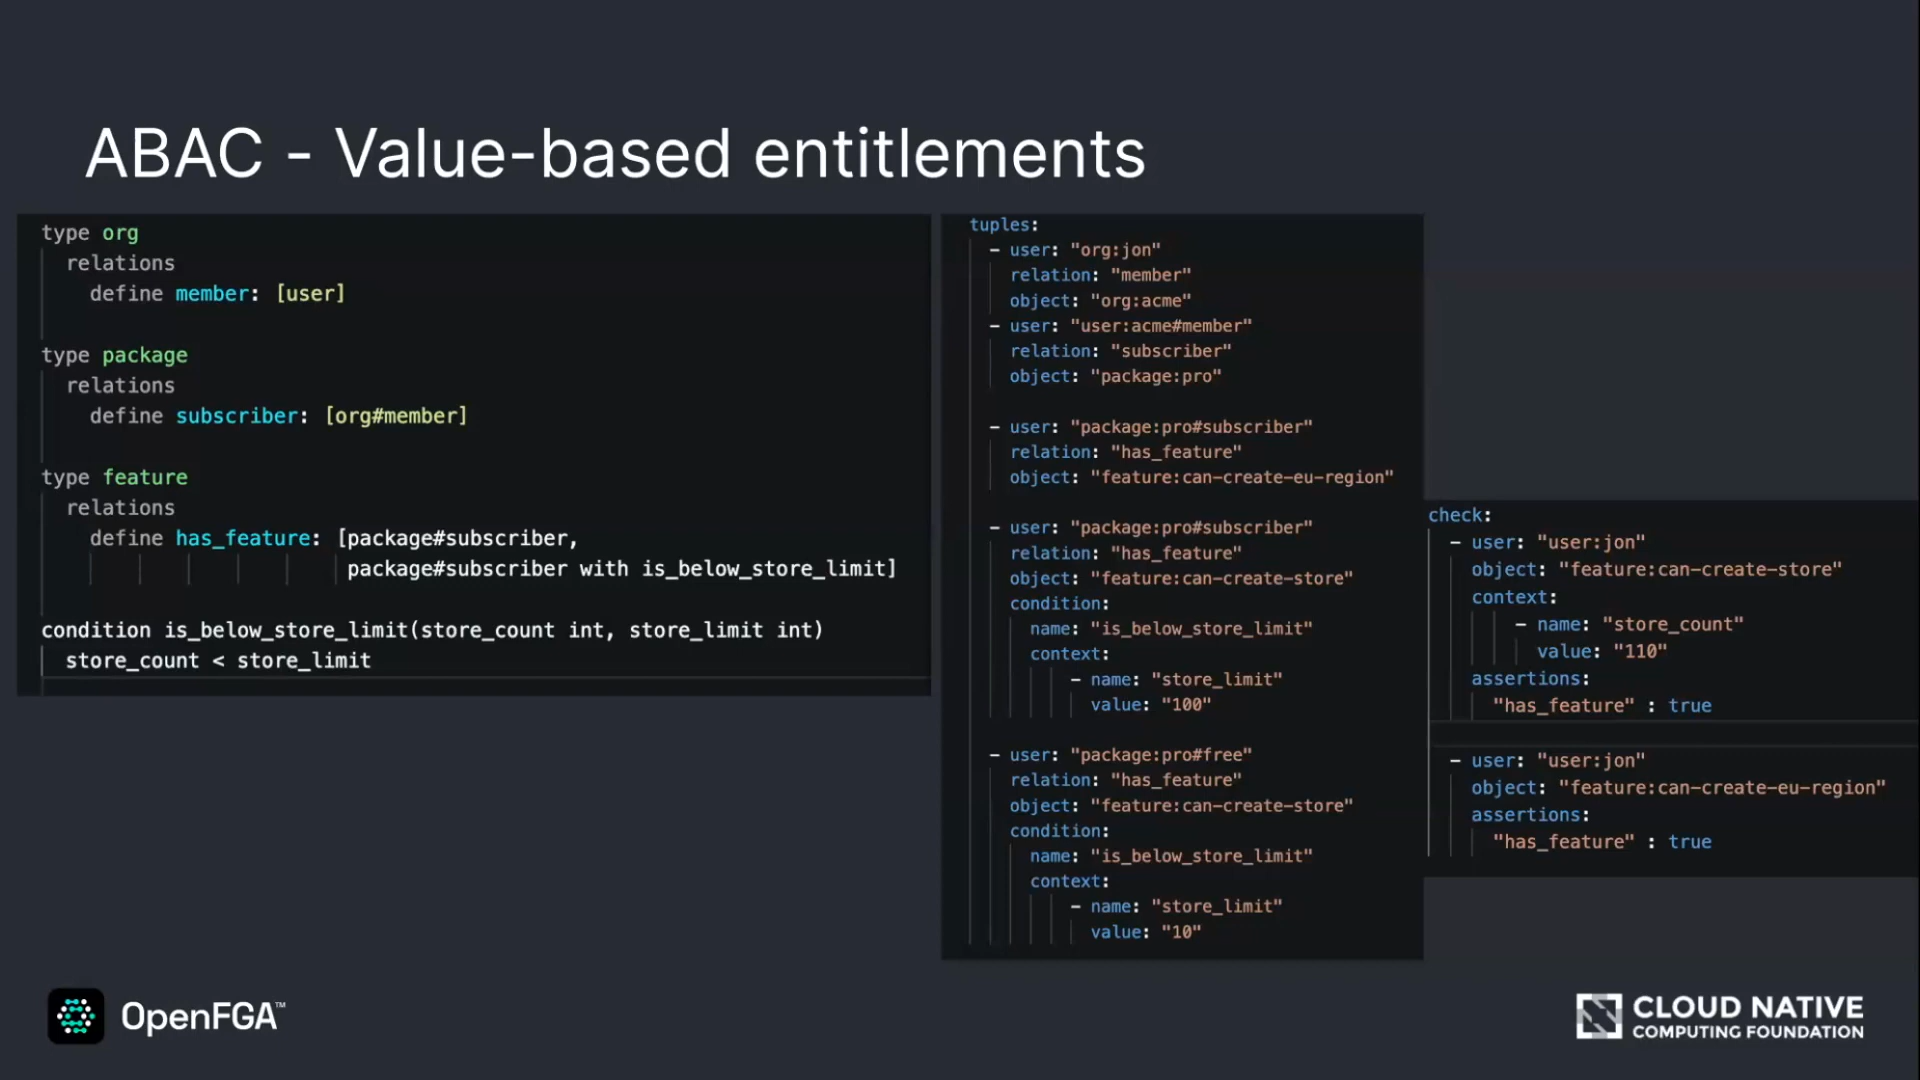 ABAC - Value-based entitlements
type org
relations
define member: [user]
type package
relations
define subscriber: [org#member]
type feature
relations
define has_feature: [package#subscriber,
package#subscriber with is_below_store_limit]
condition is_below_store_limit(store_count int, store_limit int)
store_count < store_limit
tuples:
- user: "org:jon"
relation: "member"
object: "org:acme"
- user: "user:acme#member"
relation: "subscriber"
object: "package:pro"
- user: "package:pro#subscriber"
relation: "has_feature"
object: "feature:can-create-eu-region"
- user: "package:pro#subscriber"
relation: "has_feature"
object: "feature:can-create-store"
condition:
name: "is_below_store_limit"
context:
- name: "store_limit"
value: "100"
- user: "package:pro#free"
relation: "has_feature"
object: "feature:can-create-store"
condition:
name: "is_below_store_limit"
context:
- name: "store_limit"
value: "10"
check:
- user: "user:jon"
object: "feature:can-create-store"
context:
- name: "store_count"
value: "110"
assertions:
"has_feature" : true
- user: "user:jon"
object: "feature:can-create-eu-region"
assertions:
"has_feature" : true
OpenFGA™
CLOUD NATIVE
COMPUTING FOUNDATION